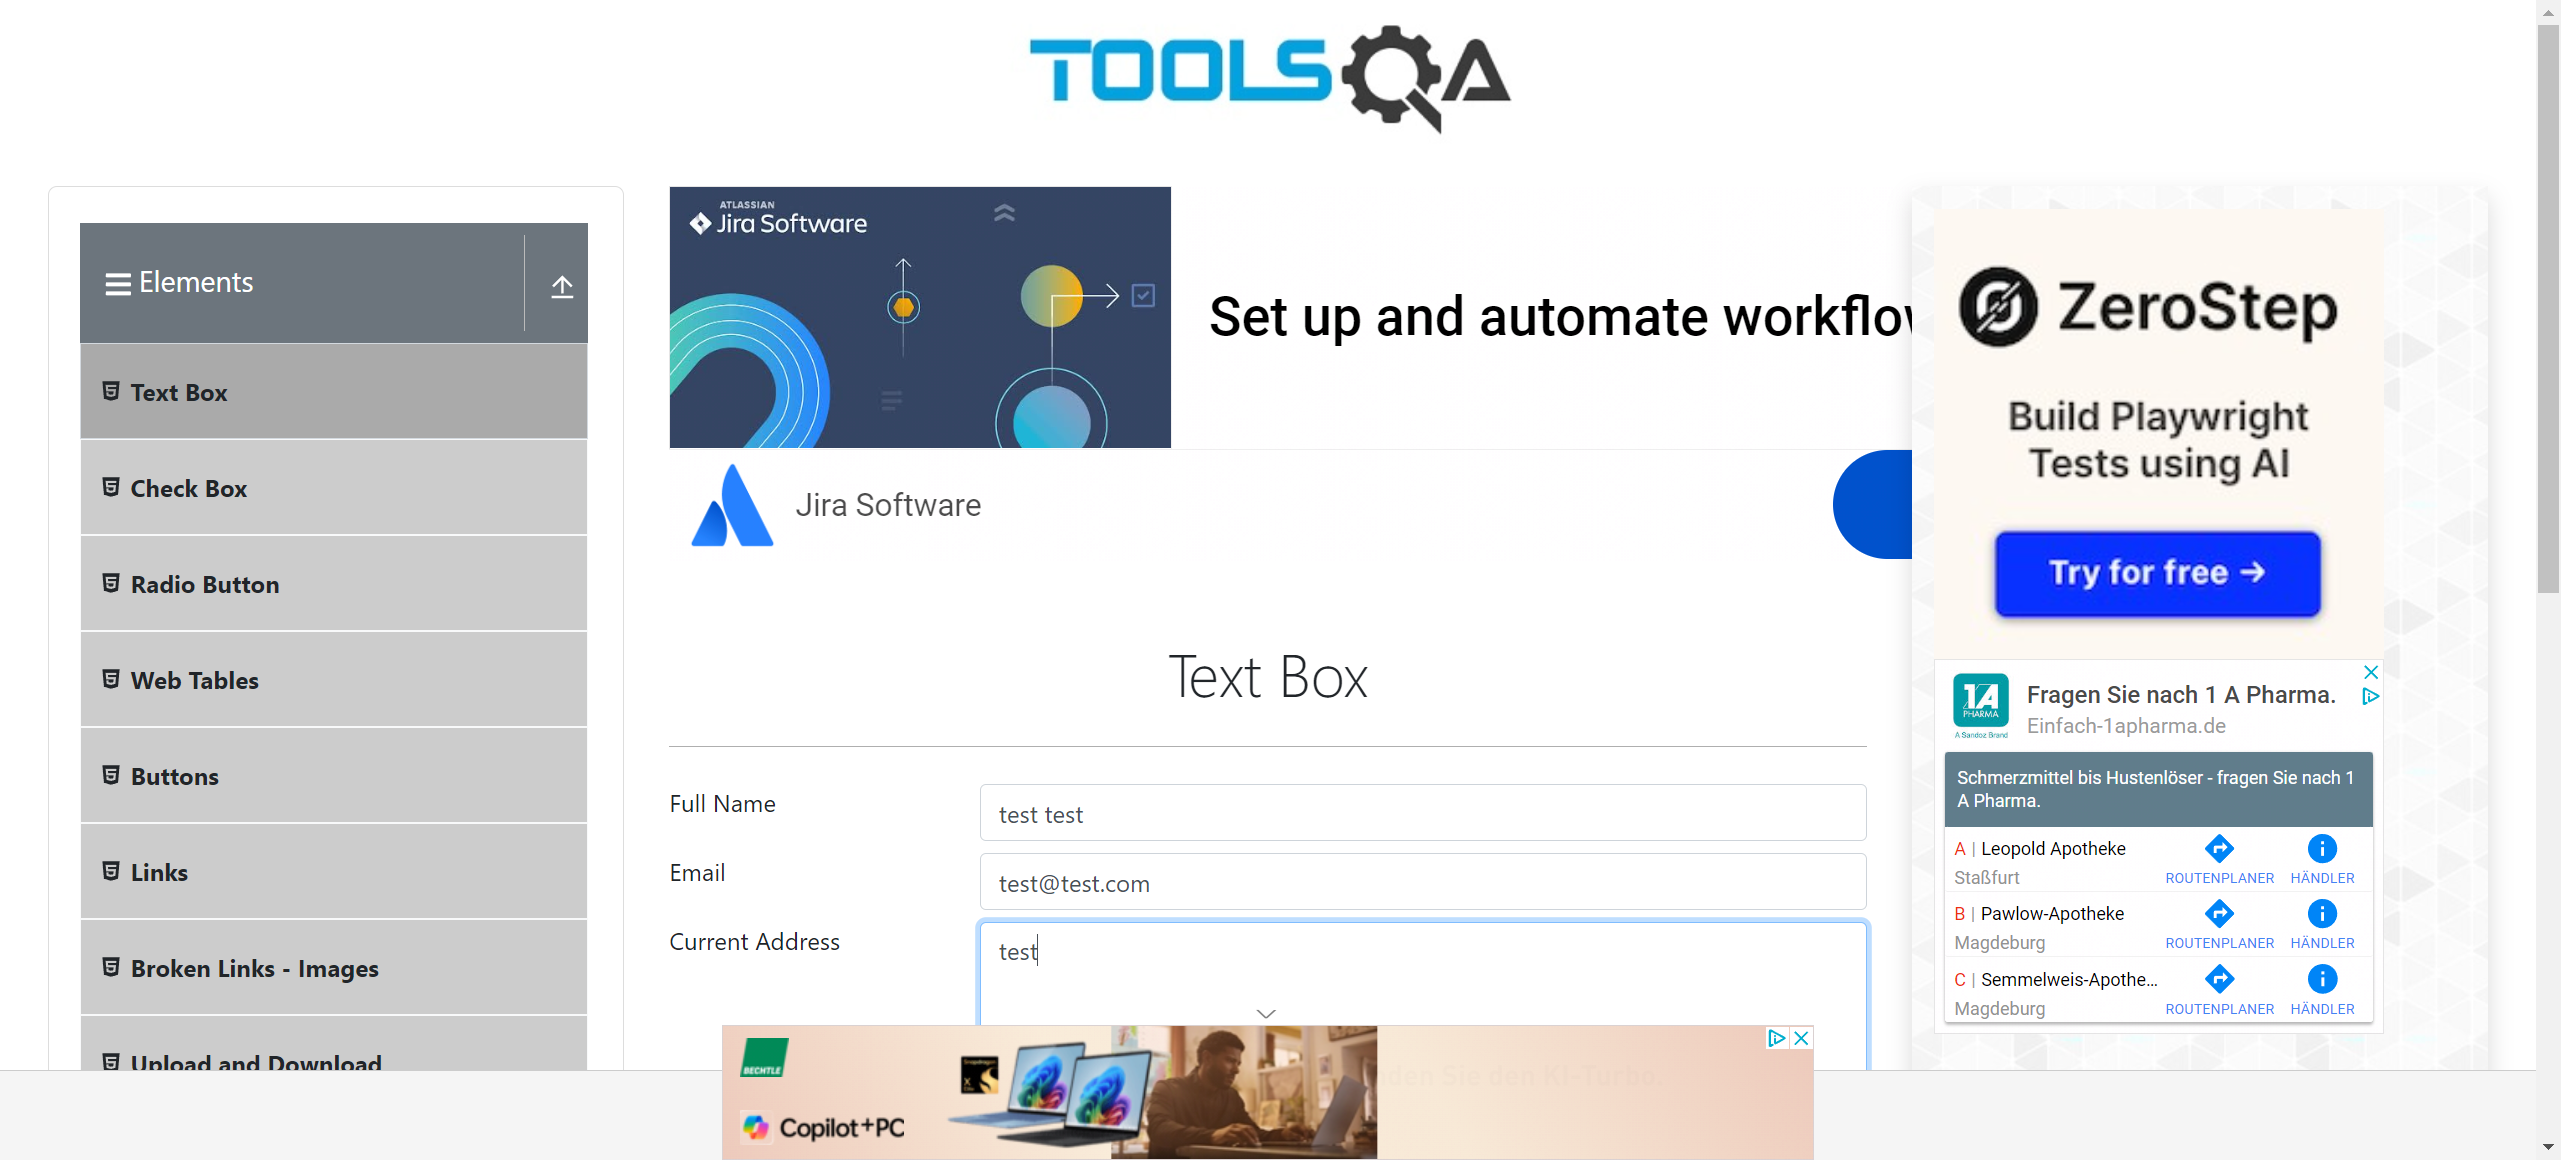 TOOLSQA
Elements
Text Box
Check Box
Radio Button
Web Tables
Buttons
Links
Broken Links - Images
Upload and Download
ATLASSIAN
Jira Software
Set up and automate
Jira Software
Text Box
Full Name
test test
Email
test@test.com
Current Address
test
ZeroStep
Build Playwright
Tests using AI
Try for free →
1A
PHARMA
A Sandoz Brand
Fragen Sie nach 1 A Pharma.
Einfach-1apharma.de
Schmerzmittel bis Hustenlöser - fragen Sie nach 1
A Pharma.
A | Leopold Apotheke
Staßfurt
ROUTENPLANER
HÄNDLER
B | Pawlow-Apotheke
Magdeburg
ROUTENPLANER
HÄNDLER
C | Semmelweis-Apothe...
Magdeburg
ROUTENPLANER
HÄNDLER
BECHTLE
Copilot+PC
Sie den KI-Turbo